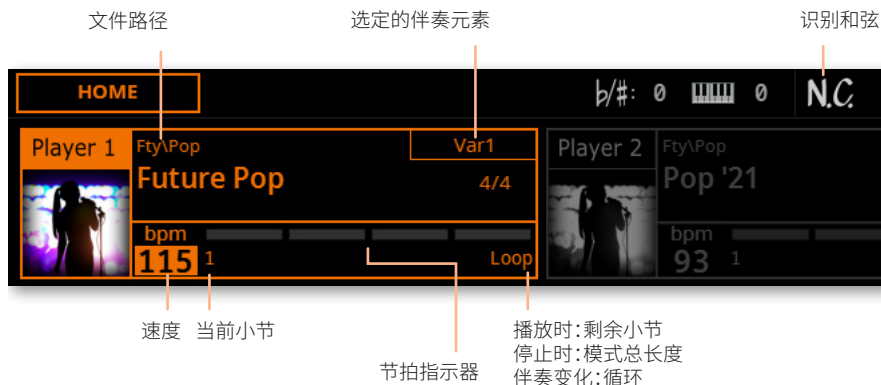 文件路径
选定的伴奏元素
识别和弦
HOME
♭/♯: 0 0 N.C.
Player 1
Fty\Pop
Var1
Player 2
Fty\Pop
Future Pop
4/4
Pop '21
bpm
bpm
115 1
Loop
93 1
速度
当前小节
节拍指示器
播放时:剩余小节
停止时:模式总长度
伴奏变化:循环